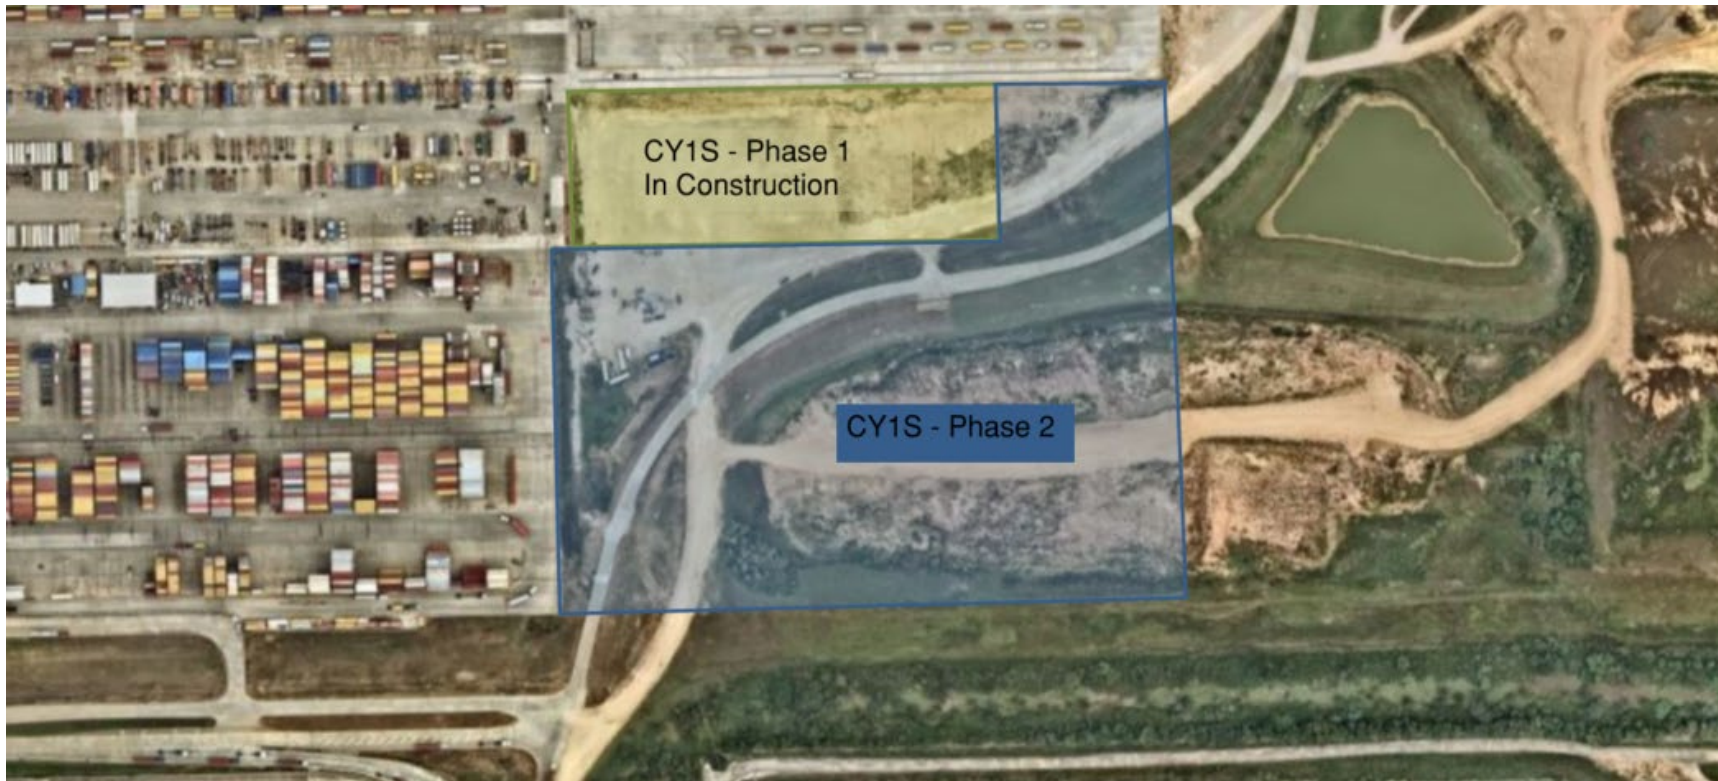 CY1S - Phase 1
In Construction
CY1S - Phase 2